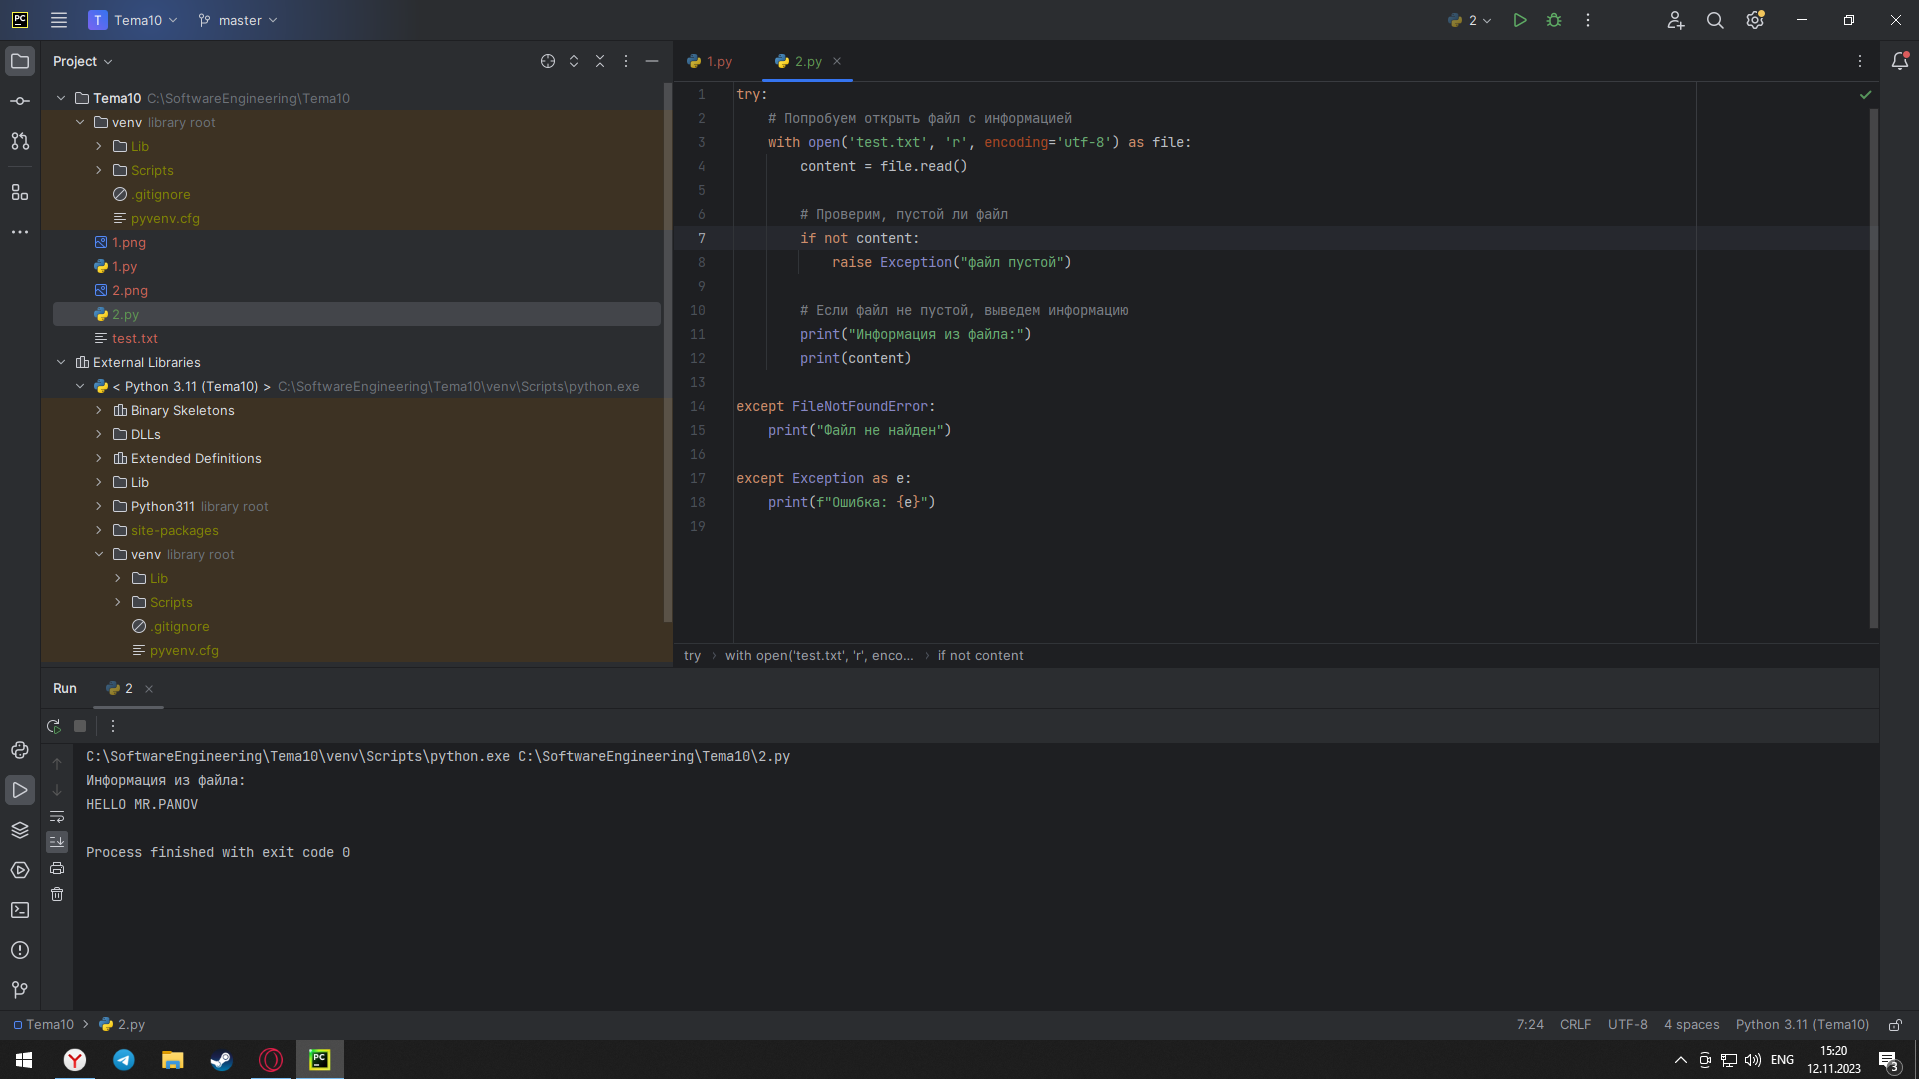 PC
T Tema10 master 2
Project
Tema10 C:\SoftwareEngineering\Tema10
venv library root
Lib
Scripts
.gitignore
pyvenv.cfg
1.png
1.py
2.png
2.py
test.txt
External Libraries
< Python 3.11 (Tema10) > C:\SoftwareEngineering\Tema10\venv\Scripts\python.exe
Binary Skeletons
DLLs
Extended Definitions
Lib
Python311 library root
site-packages
venv library root
Lib
Scripts
.gitignore
pyvenv.cfg
1.py 2.py
1 try:
2 # Попробуем открыть файл с информацией
3 with open('test.txt', 'r', encoding='utf-8') as file:
4 content = file.read()
5
6 # Проверим, пустой ли файл
7 if not content:
8 raise Exception("файл пустой")
9
10 # Если файл не пустой, выведем информацию
11 print("Информация из файла:")
12 print(content)
13
14 except FileNotFoundError:
15 print("Файл не найден")
16
17 except Exception as e:
18 print(f"Ошибка: {e}")
19
try with open('test.txt', 'r', enco... if not content
Run 2
C:\SoftwareEngineering\Tema10\venv\Scripts\python.exe C:\SoftwareEngineering\Tema10\2.py
Информация из файла:
HELLO MR.PANOV
Process finished with exit code 0
Tema10 2.py 7:24 CRLF UTF-8 4 spaces Python 3.11 (Tema10)
Y PC ENG 15:20
12.11.2023 3